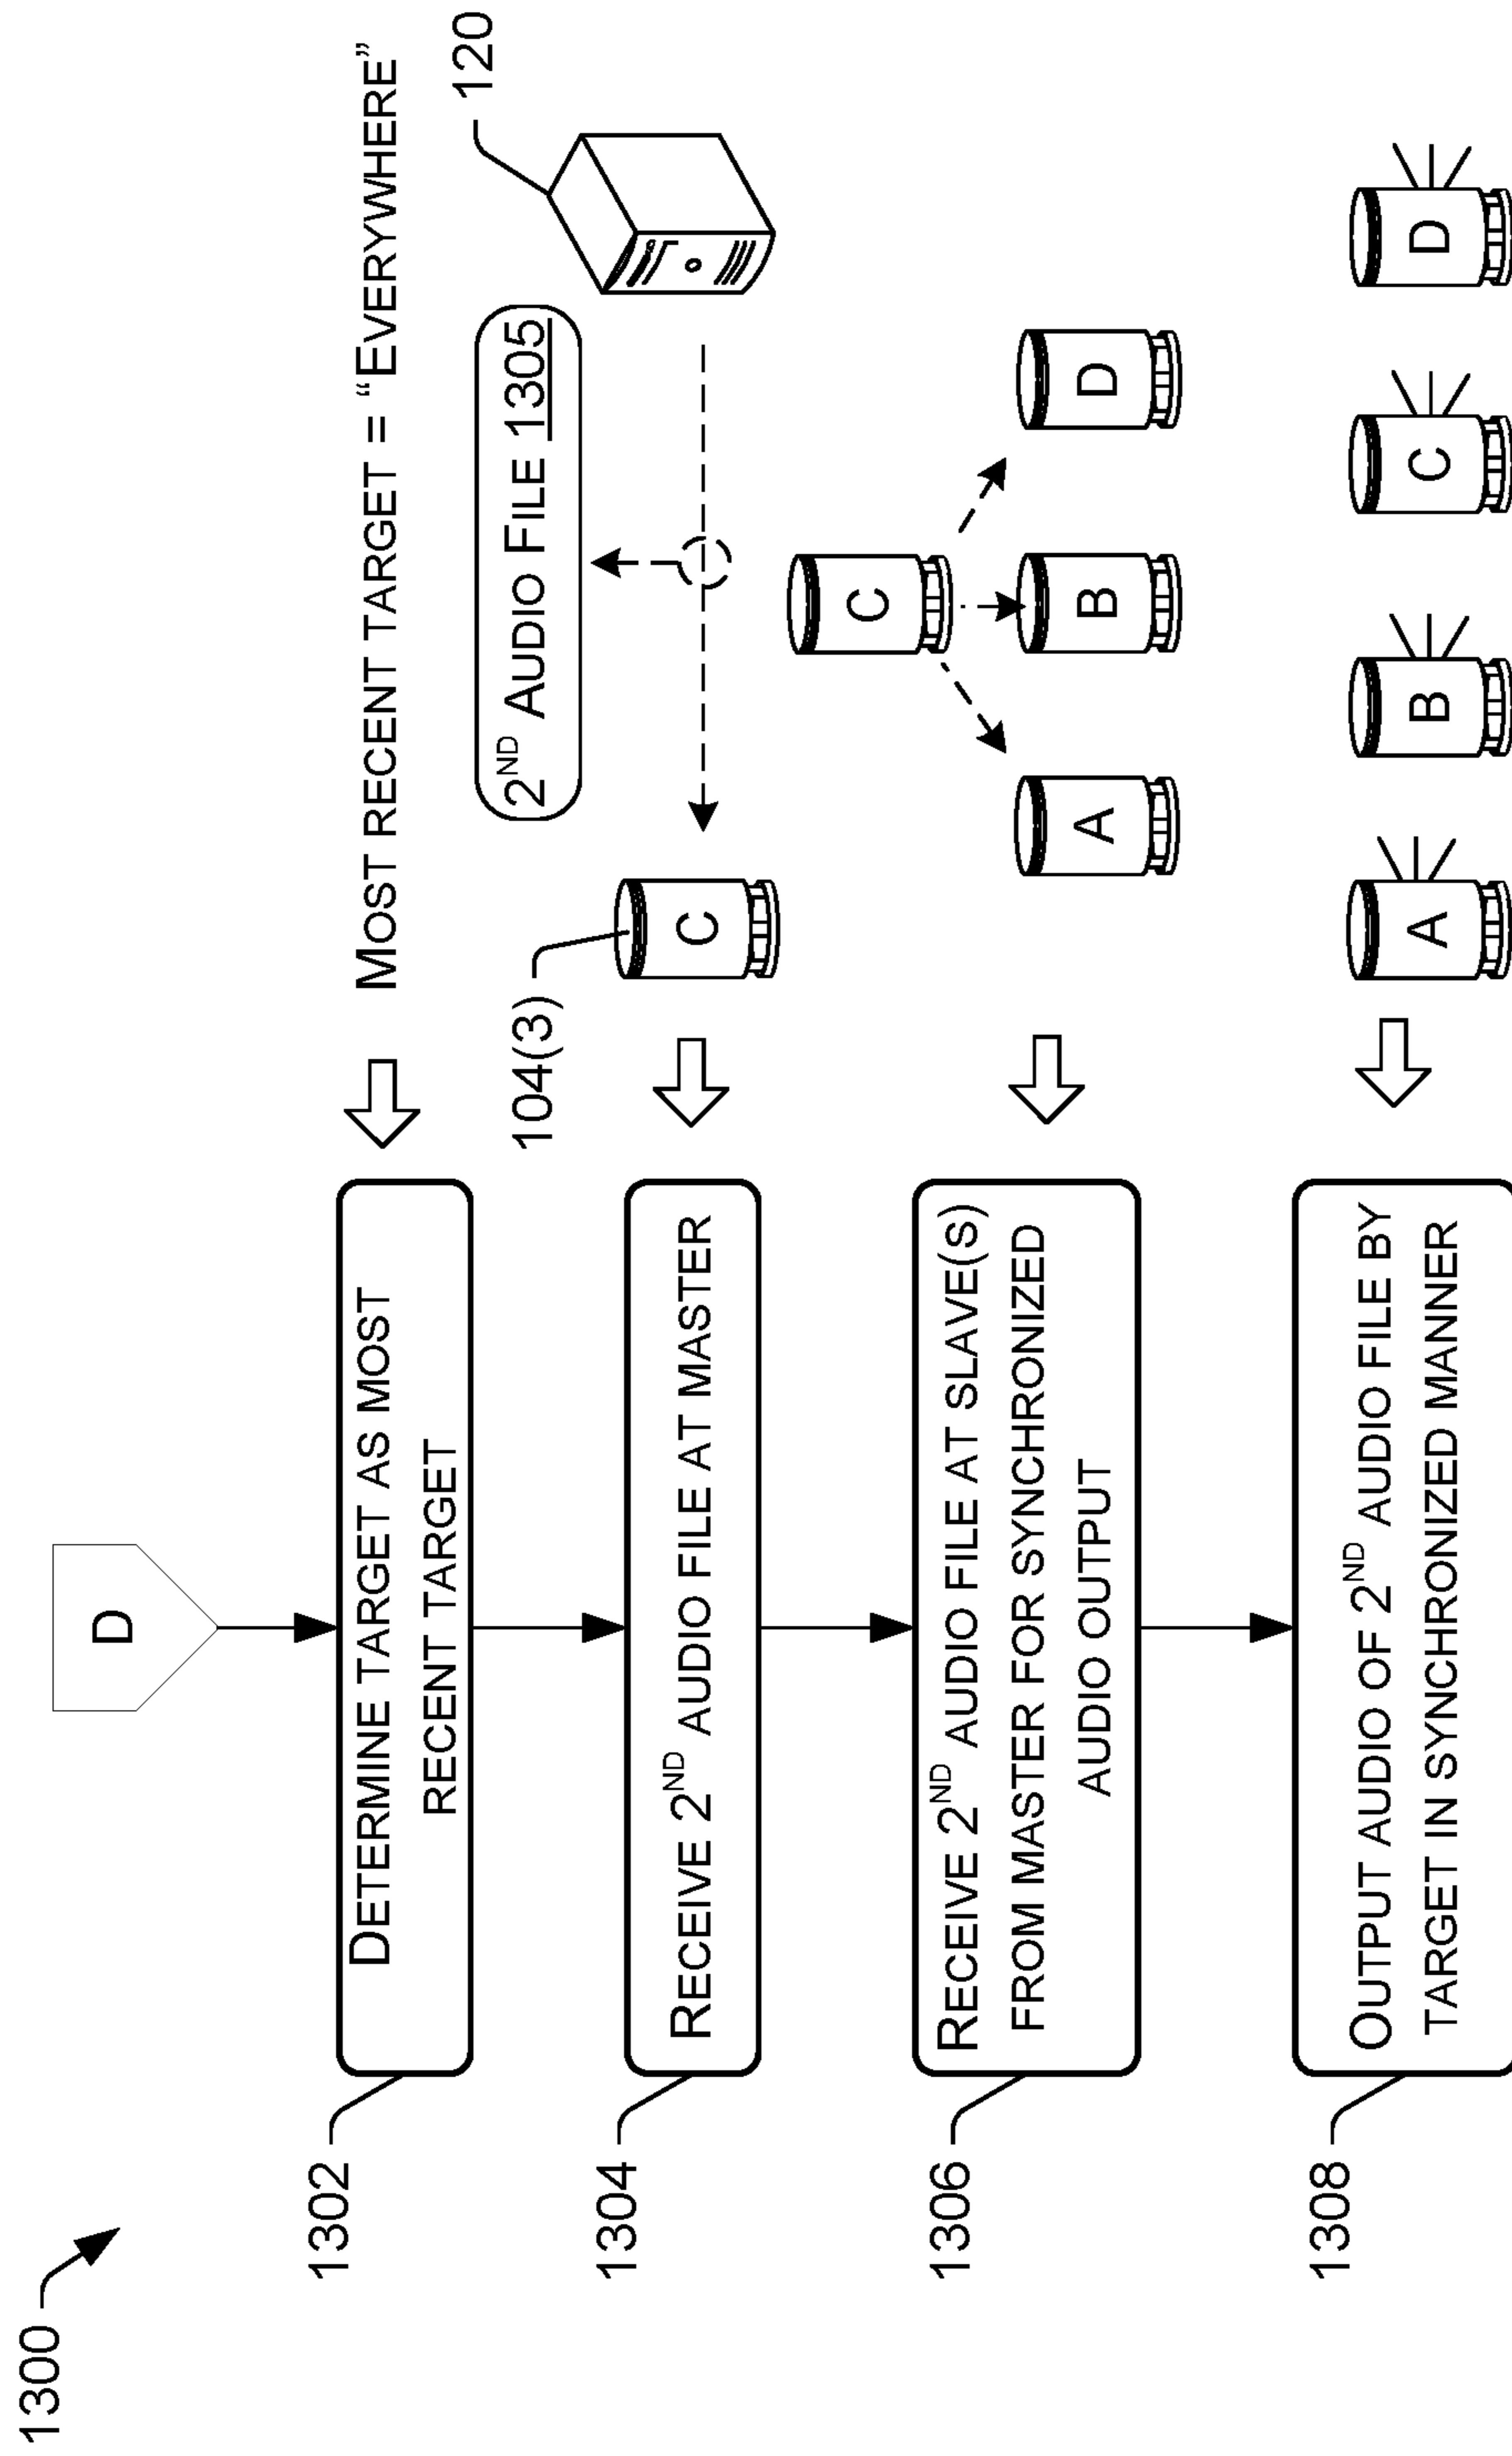 1300
D
1302
DETERMINE TARGET AS MOST
RECENT TARGET
MOST RECENT TARGET = “EVERYWHERE”
1304
RECEIVE 2ND AUDIO FILE AT MASTER
104(3)
C
2ND AUDIO FILE 1305
120
1306
RECEIVE 2ND AUDIO FILE AT SLAVE(S)
FROM MASTER FOR SYNCHRONIZED
AUDIO OUTPUT
C
A
B
D
1308
OUTPUT AUDIO OF 2ND AUDIO FILE BY
TARGET IN SYNCHRONIZED MANNER
A
B
C
D